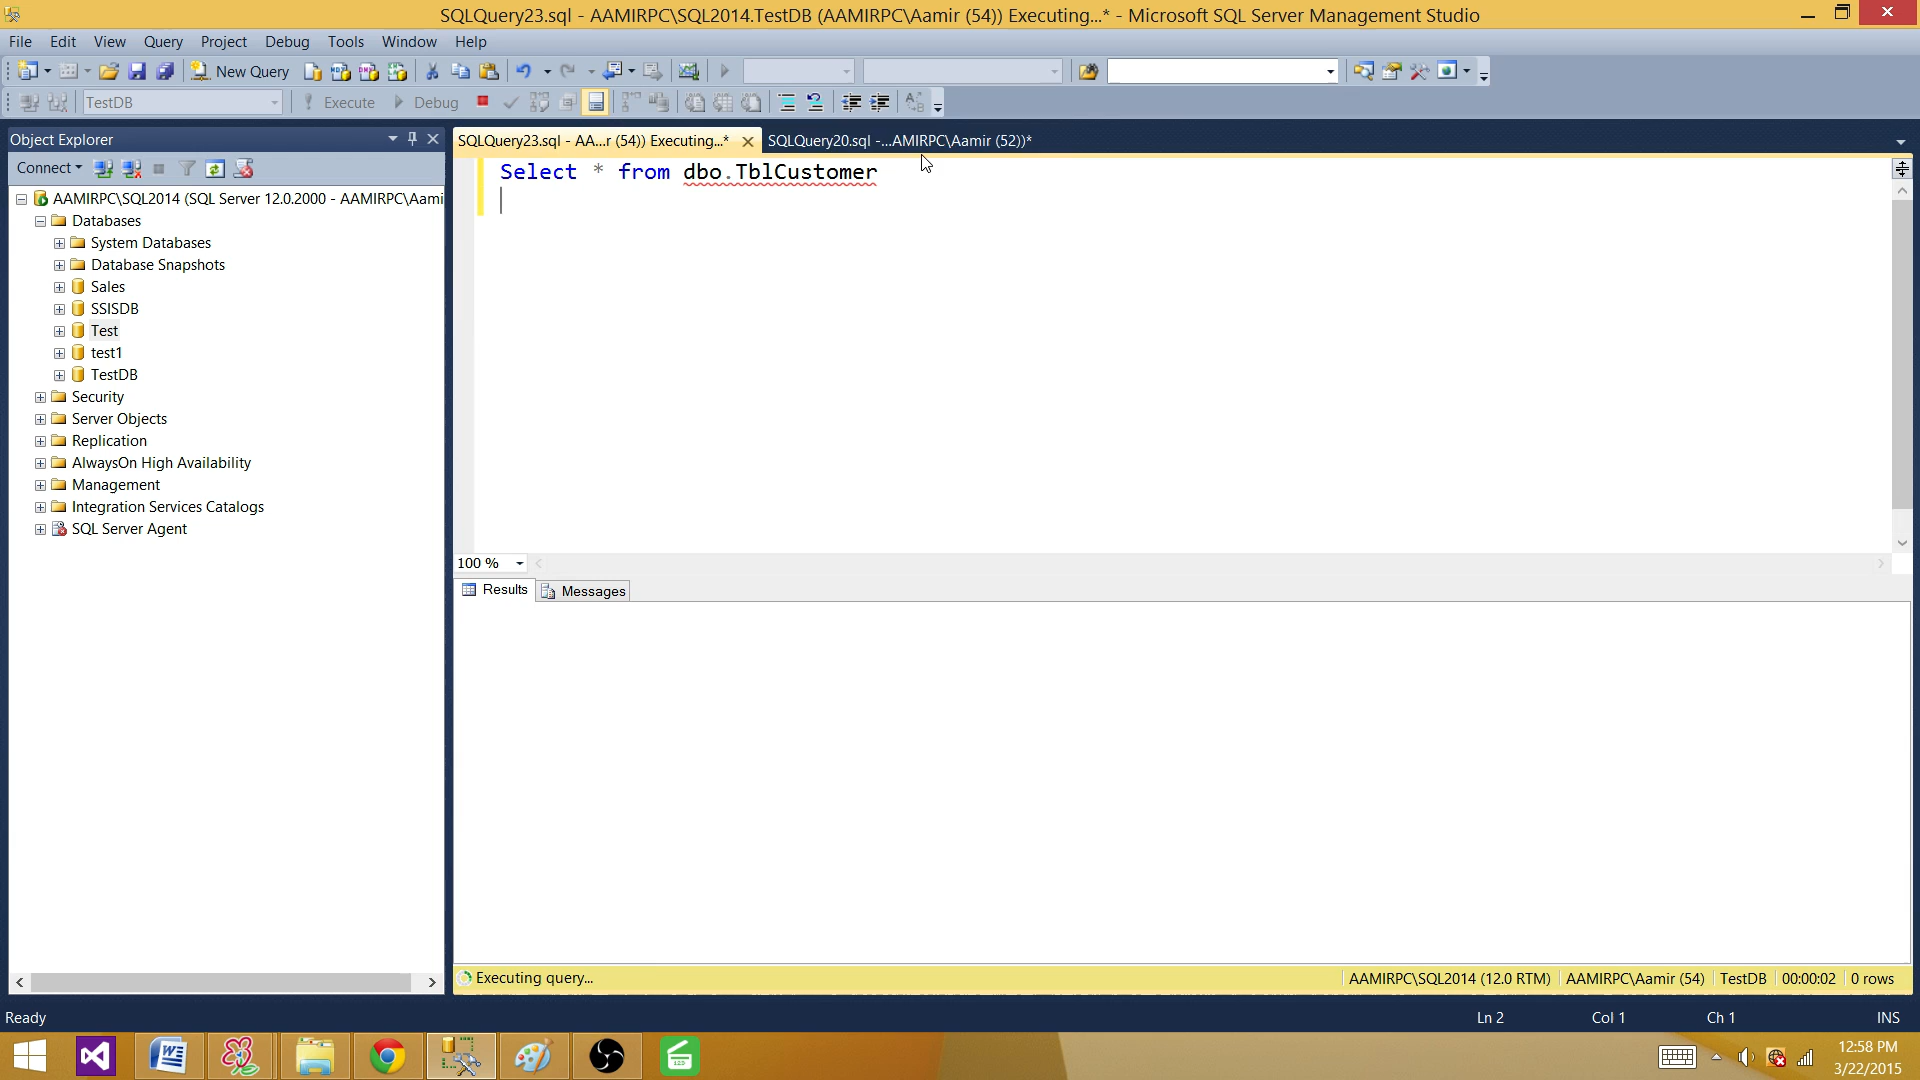 SQLQuery23.sql - AAMIRPC\SQL2014.TestDB (AAMIRPC\Aamir (54)) Executing...* - Microsoft SQL Server Management Studio
File Edit View Query Project Debug Tools Window Help
New Query
TestDB Execute Debug
Object Explorer
Connect
AAMIRPC\SQL2014 (SQL Server 12.0.2000 - AAMIRPC\Aami
Databases
System Databases
Database Snapshots
Sales
SSISDB
Test
test1
TestDB
Security
Server Objects
Replication
AlwaysOn High Availability
Management
Integration Services Catalogs
SQL Server Agent
SQLQuery23.sql - AA...r (54)) Executing...* SQLQuery20.sql -...AMIRPC\Aamir (52))*
Select * from dbo.TblCustomer
100 %
Results Messages
Executing query... AAMIRPC\SQL2014 (12.0 RTM) AAMIRPC\Aamir (54) TestDB 00:00:02 0 rows
Ready Ln 2 Col 1 Ch 1 INS
12:58 PM
3/22/2015